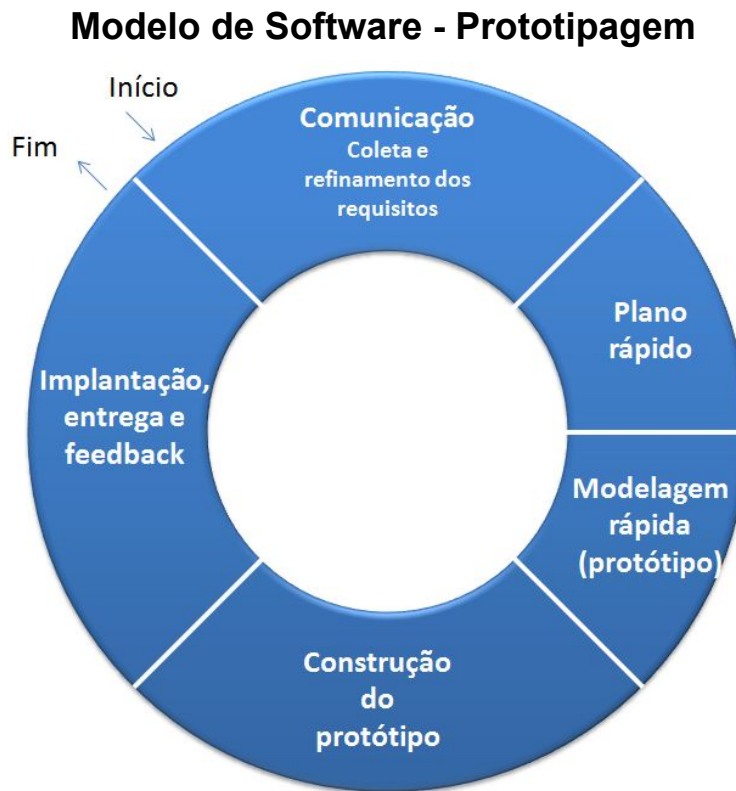 Modelo de Software - Prototipagem
Início
Fim
Comunicação
Coleta e
refinamento dos
requisitos
Plano
rápido
Modelagem
rápida
(protótipo)
Construção
do
protótipo
Implantação,
entrega e
feedback